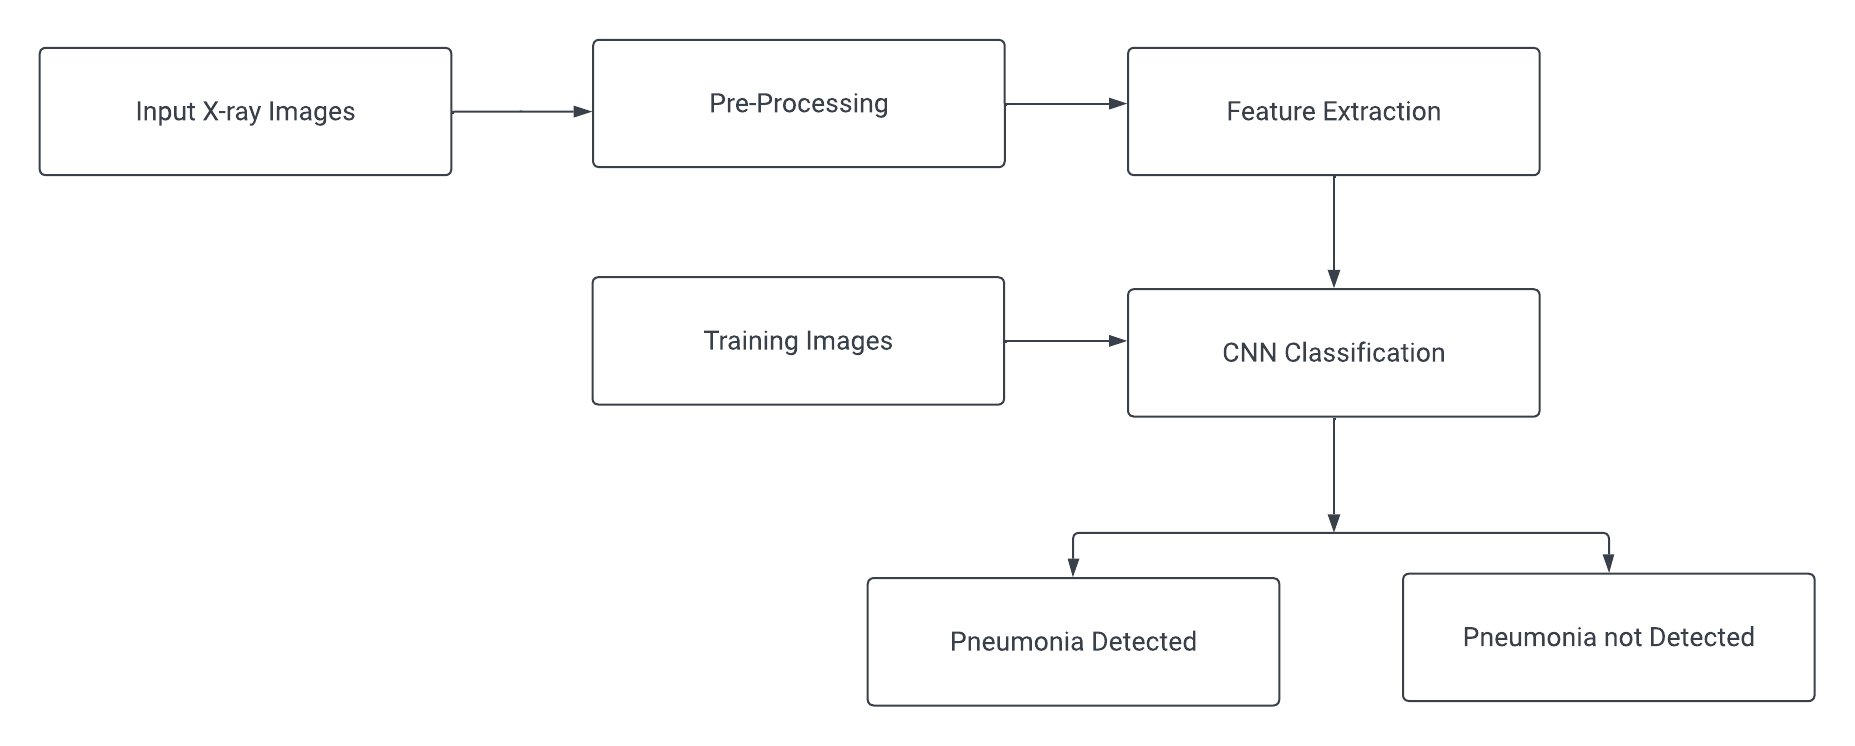 Input X-ray Images
Pre-Processing
Feature Extraction
Training Images
CNN Classification
Pneumonia Detected
Pneumonia not Detected